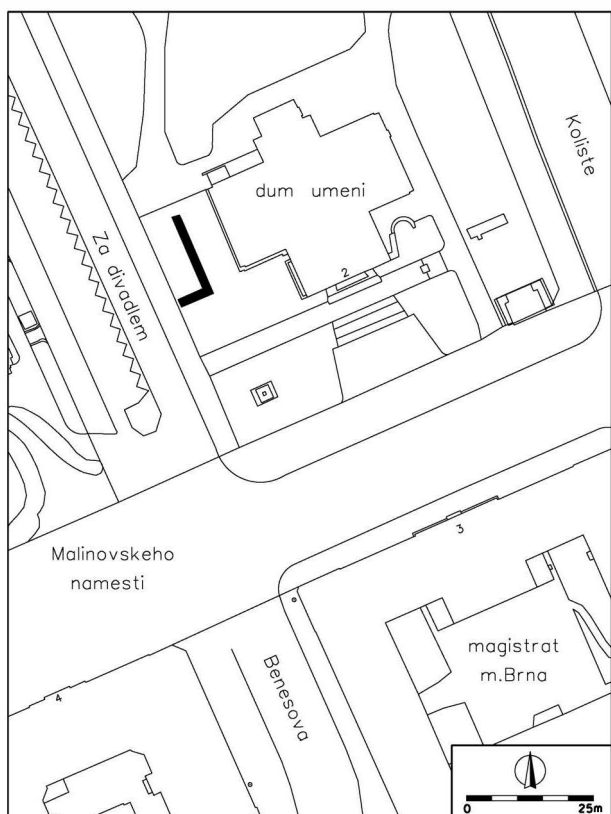 Koliste
dum umeni
Za divadlem
2
3
Malinovskeho
namesti
magistrat
m.Brna
Benesova
4
0 25m